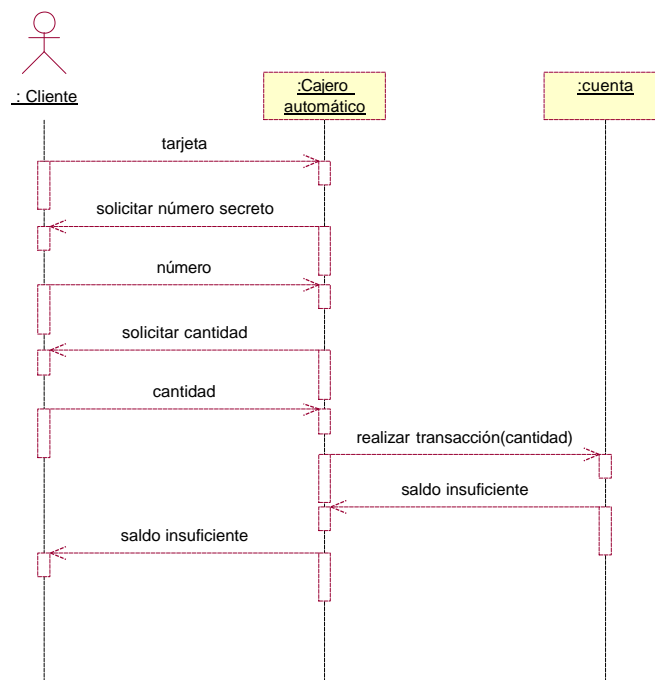 : Cliente
:Cajero
automático
:cuenta
tarjeta
solicitar número secreto
número
solicitar cantidad
cantidad
realizar transacción(cantidad)
saldo insuficiente
saldo insuficiente